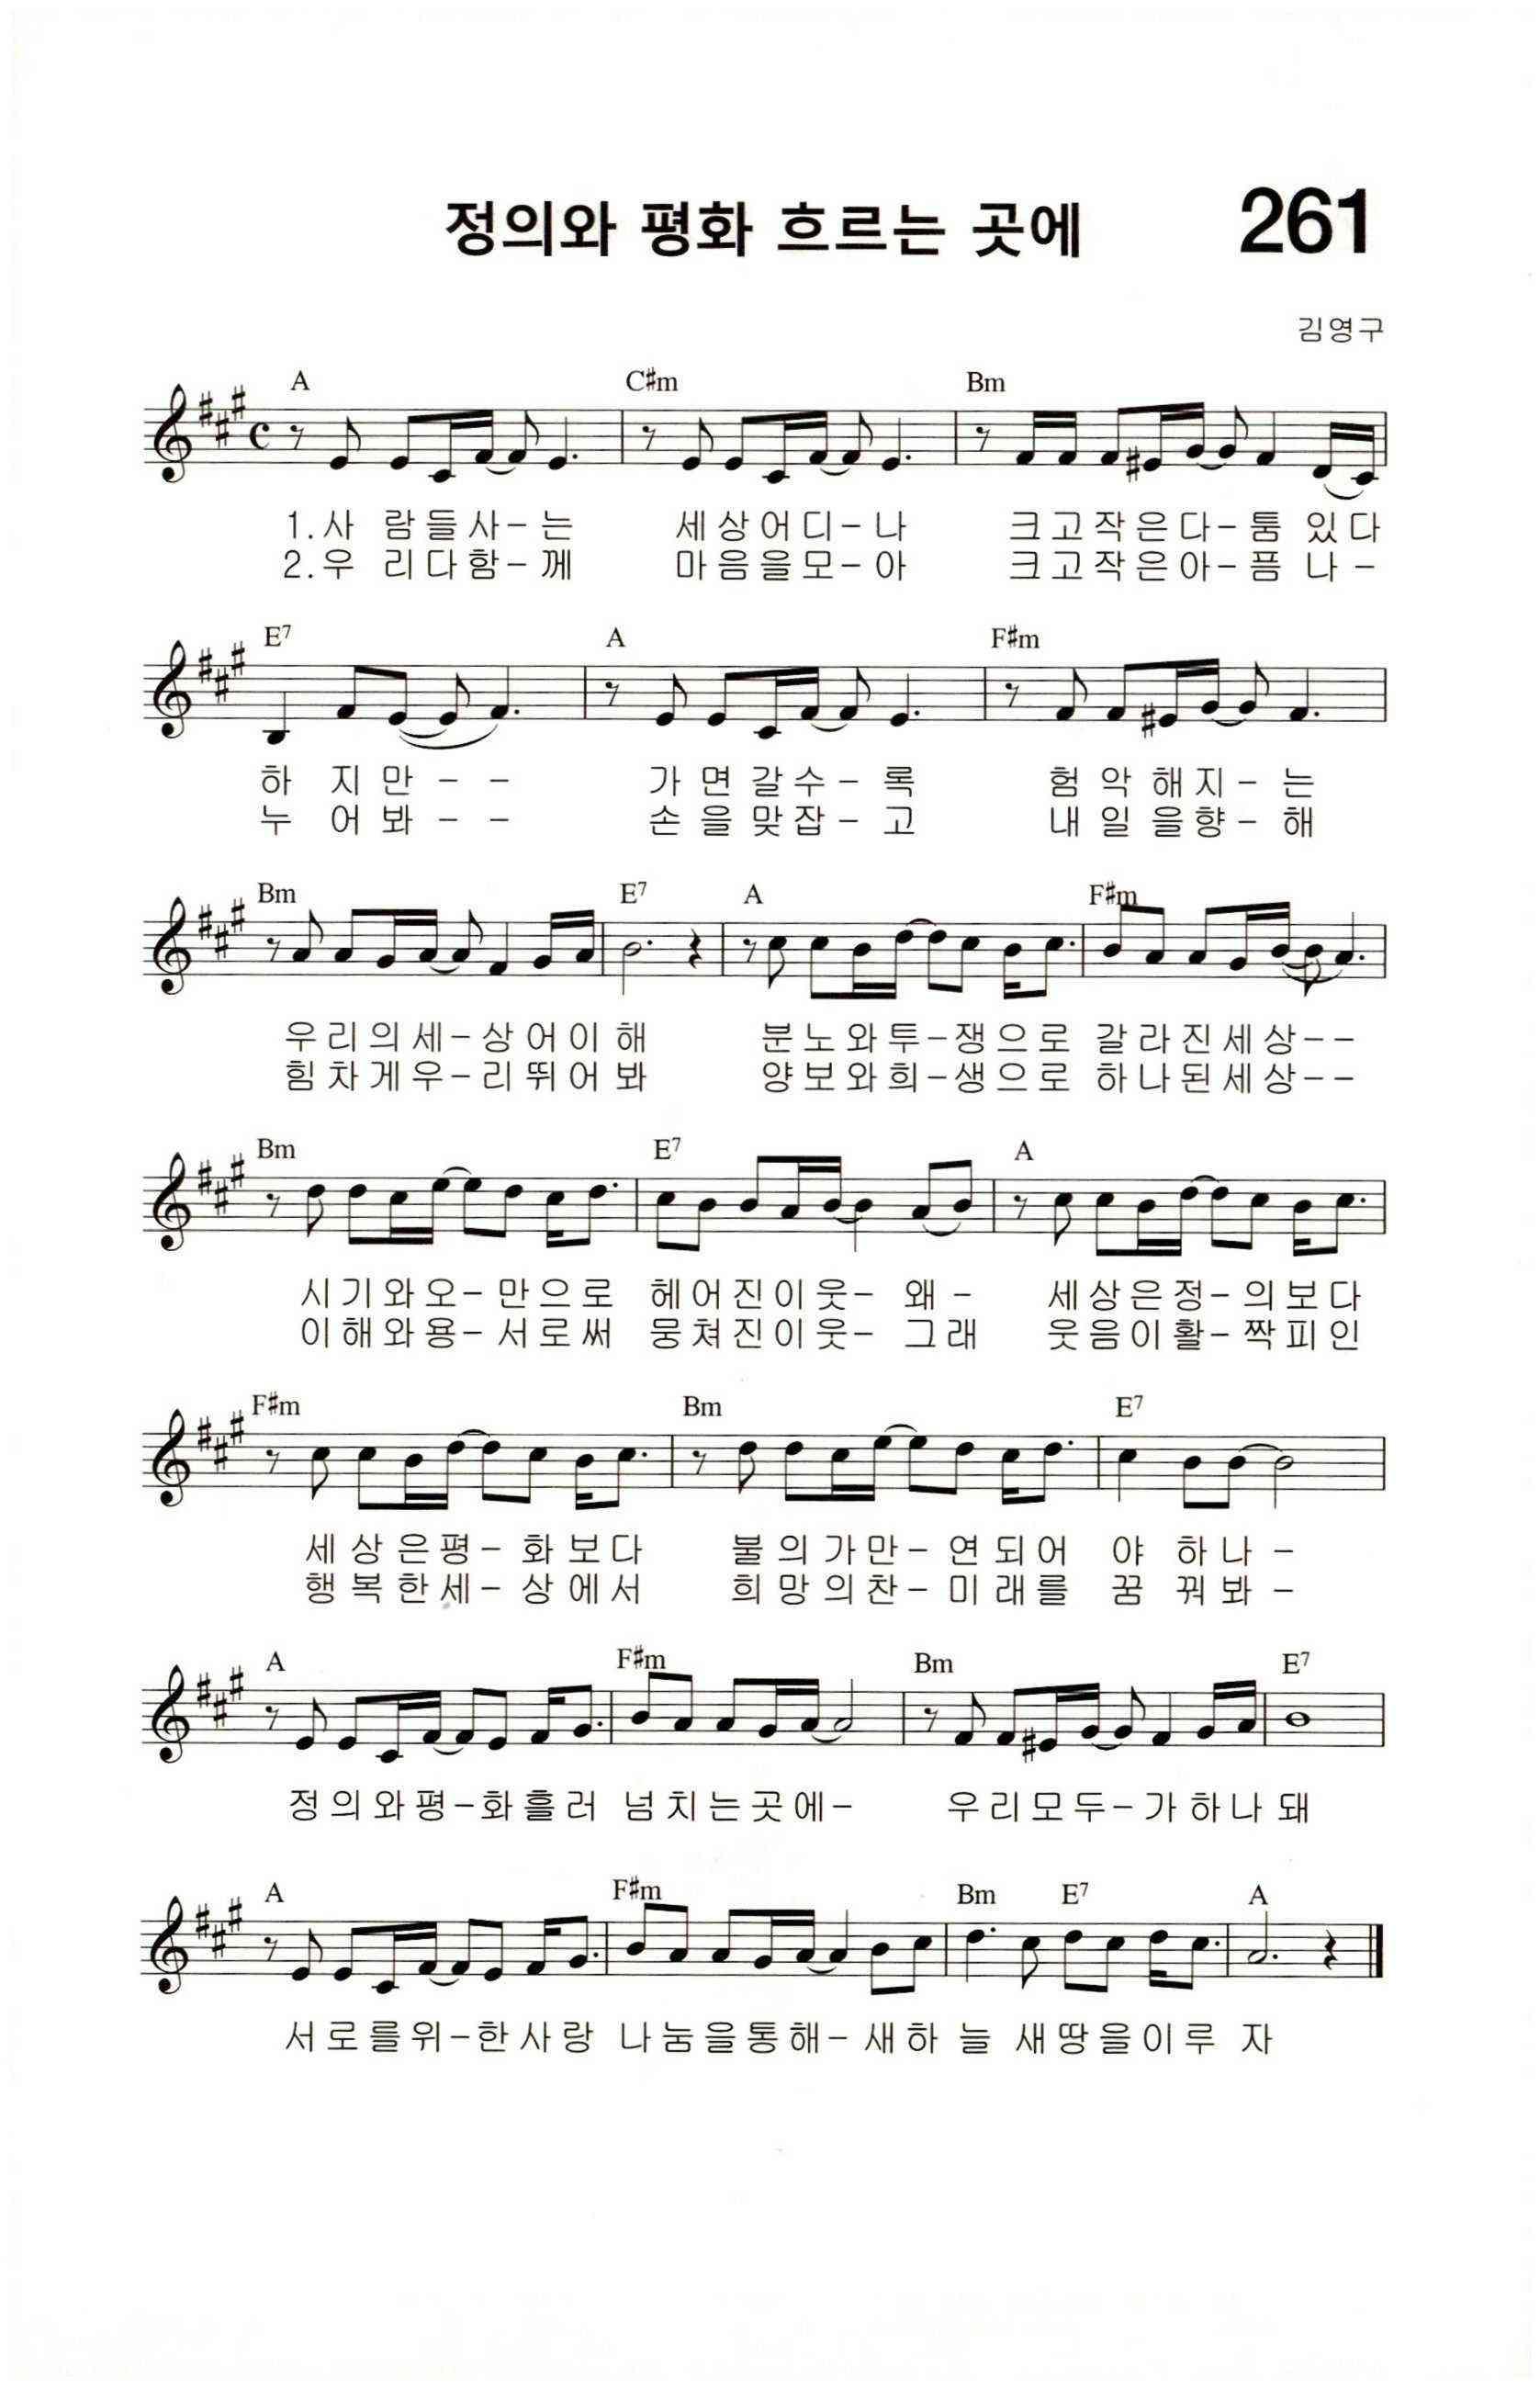 정의와 평화 흐르는 곳에 261
김영구
A C#m Bm
1.사 람들사-는 세상어디-나 크고작은다-툼 있다
2.우 리다함-께 마음을모-아 크고작은아-픔 나-
E7 A F#m
하 지 만 - - 가 면 갈 수 - 록 험 악 해 지 - 는
누 어 봐 - - 손 을 맞 잡 - 고 내 일 을 향 - 해
Bm E7 A F#m
우리의세-상어이해 분노와투-쟁으로 갈라진세상--
힘차게우-리뛰어봐 양보와희-생으로 하나된세상--
Bm E7 A
시기와오-만으로 헤어진이웃- 왜- 세상은정-의보다
이해와용-서로써 뭉쳐진이웃- 그래 웃음이활-짝피인
F#m Bm E7
세상은평-화보다 불의가만-연되어 야 하나-
행복한세-상에서 희망의찬-미래를 꿈 꿔봐-
A F#m Bm E7
정의와평-화흘러 넘치는곳에- 우리모두-가하나돼
A F#m Bm E7 A
서로를위-한사랑 나눔을통해-새하늘 새땅을이루 자